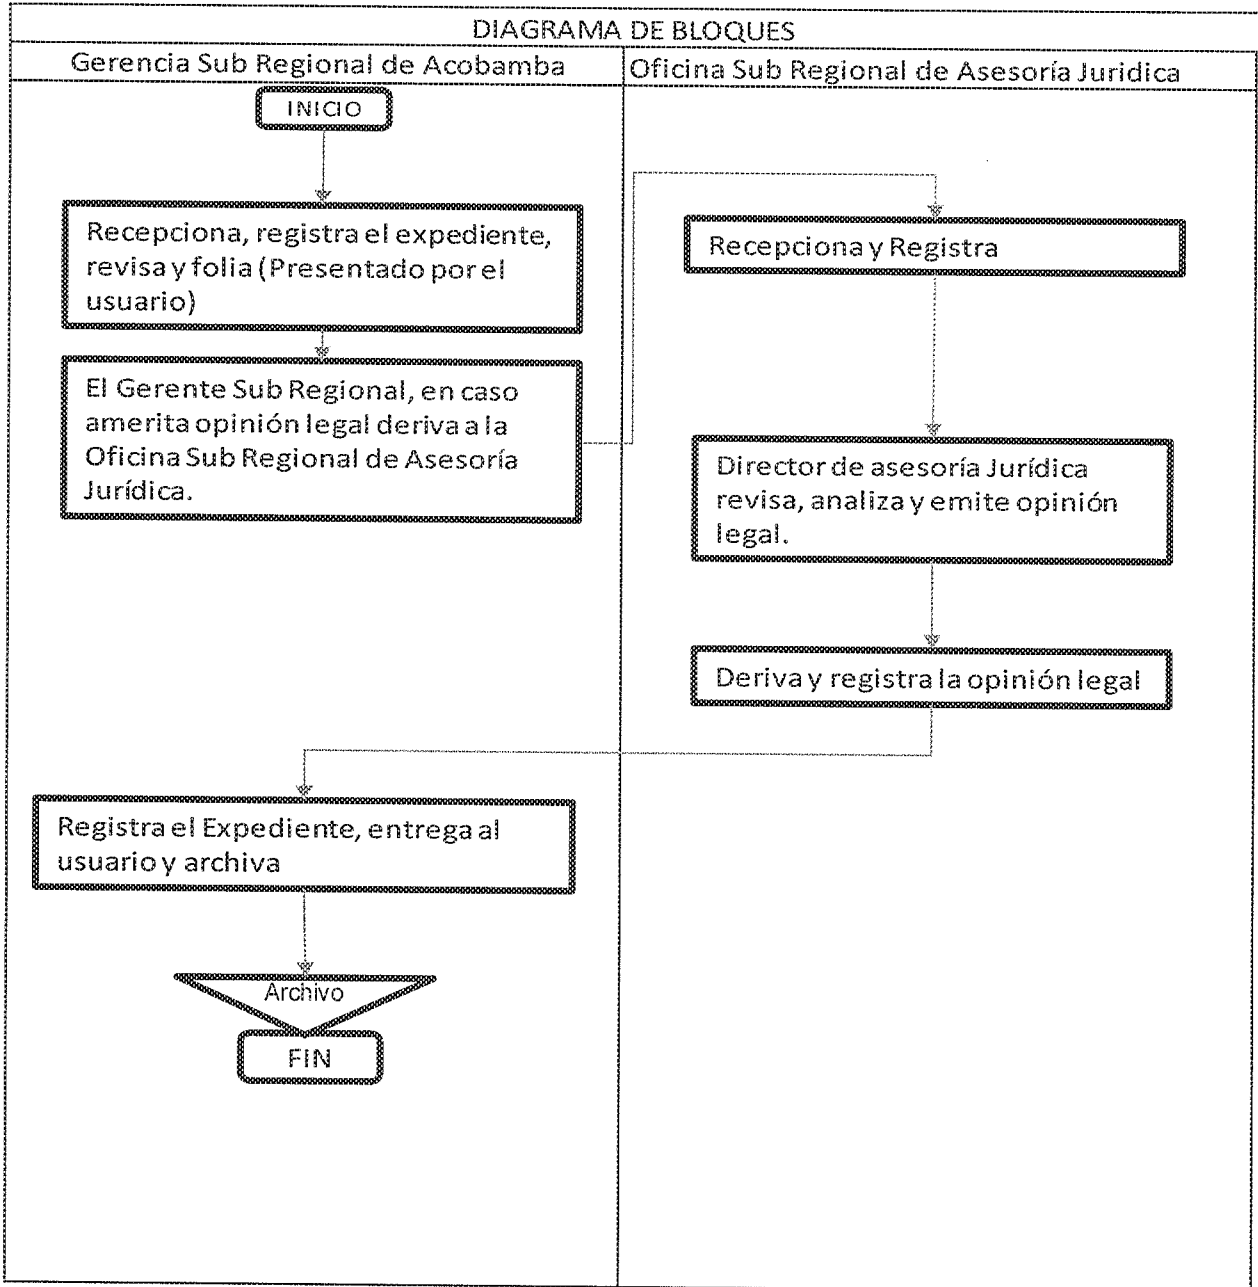 DIAGRAMA DE BLOQUES
Gerencia Sub Regional de Acobamba
Oficina Sub Regional de Asesoría Juridica
INICIO
Recepciona, registra el expediente,
revisa y folia (Presentado por el
usuario)
El Gerente Sub Regional, en caso
amerita opinión legal deriva a la
Oficina Sub Regional de Asesoría
Jurídica.
Recepciona y Registra
Director de asesoría Jurídica
revisa, analiza y emite opinión
legal.
Deriva y registra la opinión legal
Registra el Expediente, entrega al
usuario y archiva
Archivo
FIN